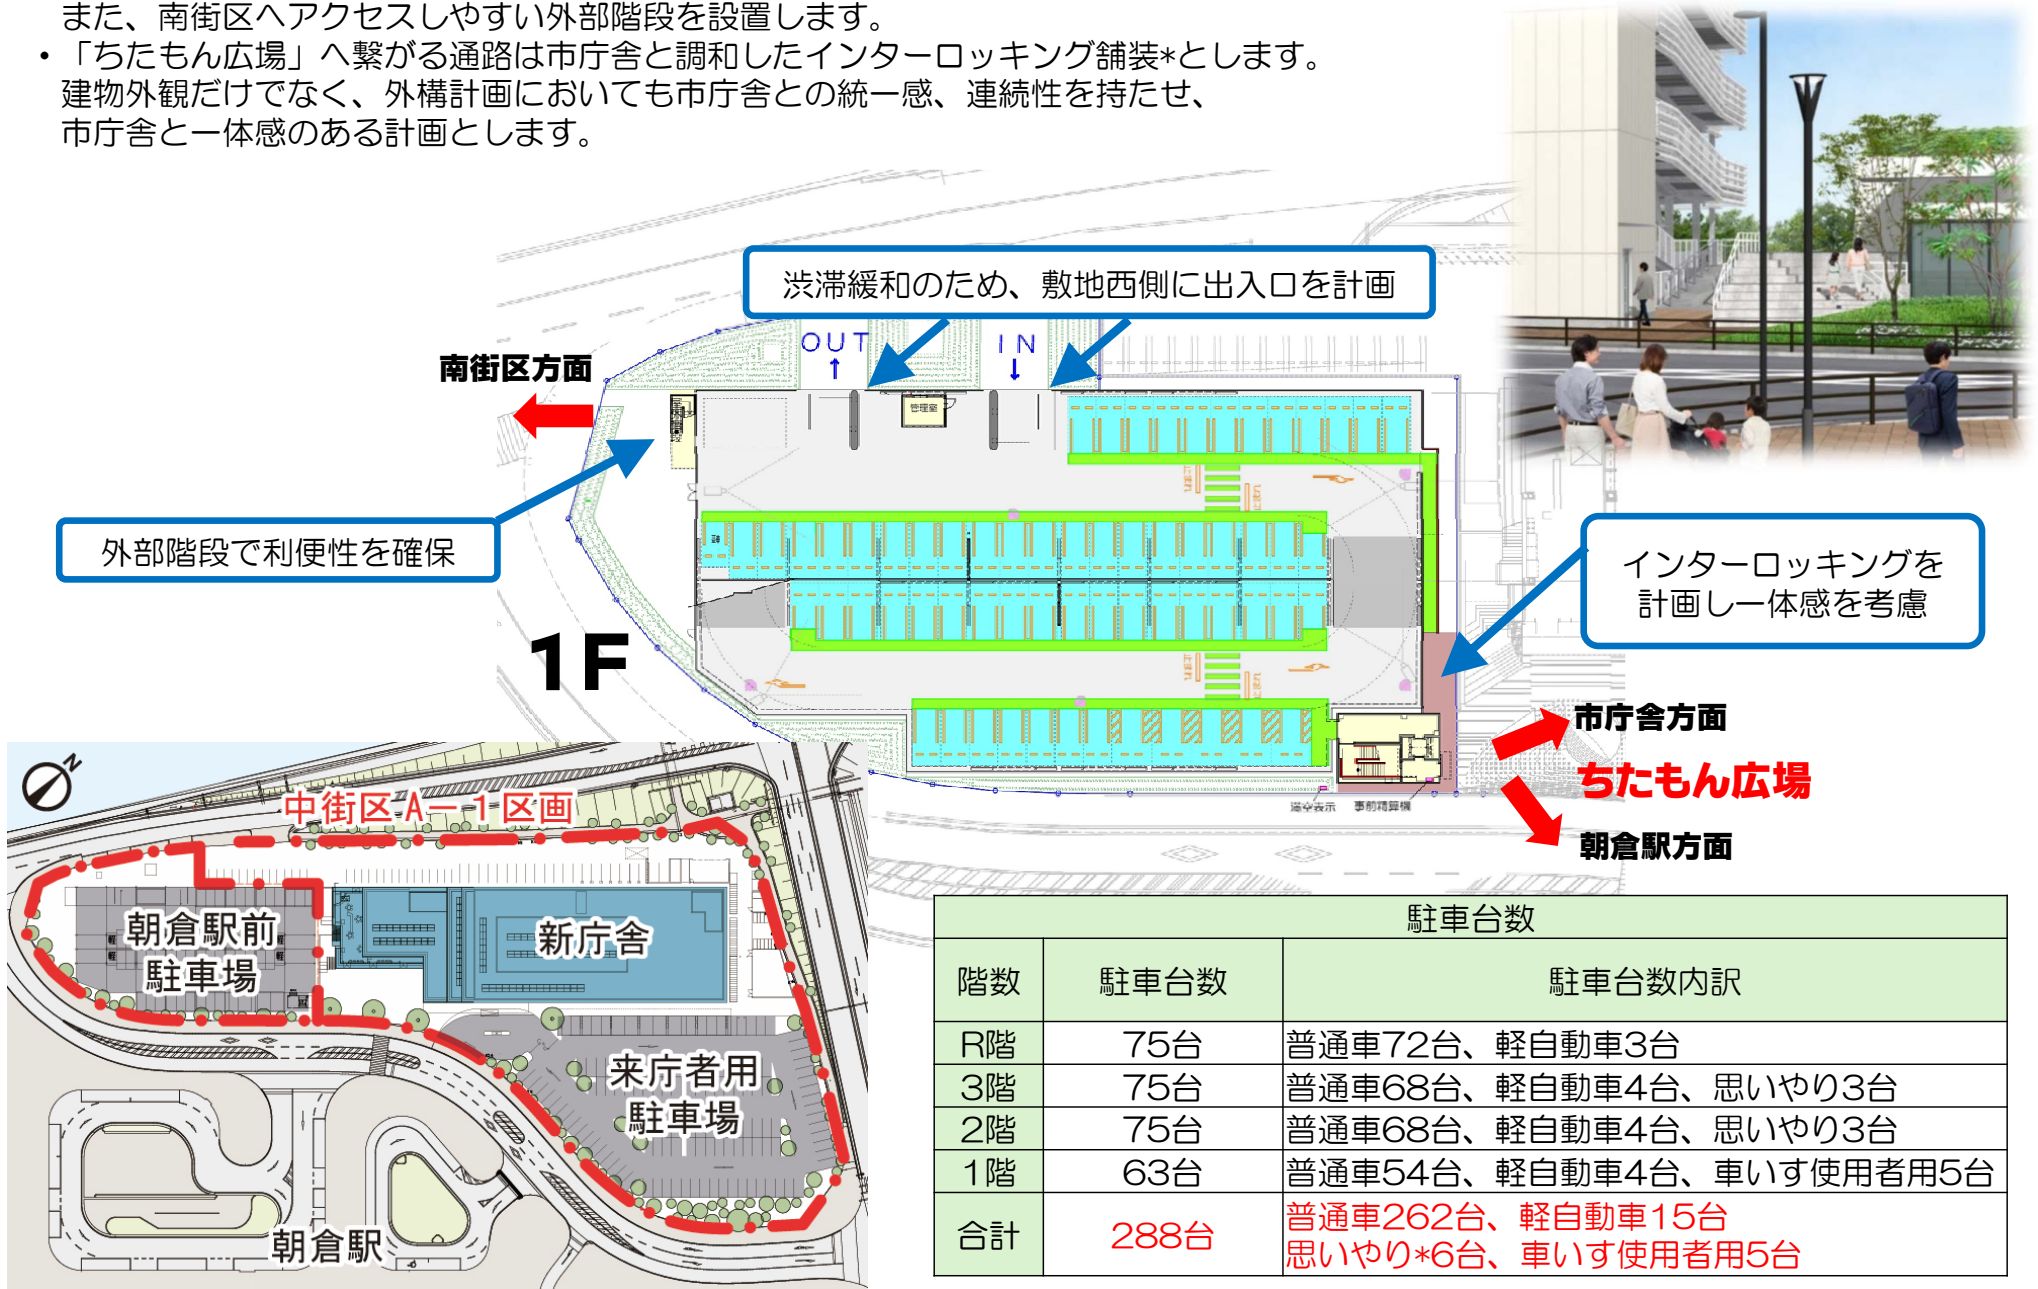 また、南街区へアクセスしやすい外部階段を設置します。
・「ちたもん広場」へ繋がる通路は市庁舎と調和したインターロッキング舗装*とします。
建物外観だけでなく、外構計画においても市庁舎との統一感、連続性を持たせ、
市庁舎と一体感のある計画とします。
渋滞緩和のため、敷地西側に出入口を計画
OUT
IN
南街区方面
管理室
外部階段で利便性を確保
インターロッキングを
計画し一体感を考慮
1F
市庁舎方面
ちたもん広場
朝倉駅方面
満空表示
事前精算機
N
中街区A－1区画
朝倉駅前
駐車場
軽
軽
新庁舎
来庁者用
駐車場
朝倉駅
駐車台数
階数 駐車台数 駐車台数内訳
R階 75台 普通車72台、軽自動車3台
3階 75台 普通車68台、軽自動車4台、思いやり3台
2階 75台 普通車68台、軽自動車4台、思いやり3台
1階 63台 普通車54台、軽自動車4台、車いす使用者用5台
合計 288台 普通車262台、軽自動車15台
思いやり*6台、車いす使用者用5台